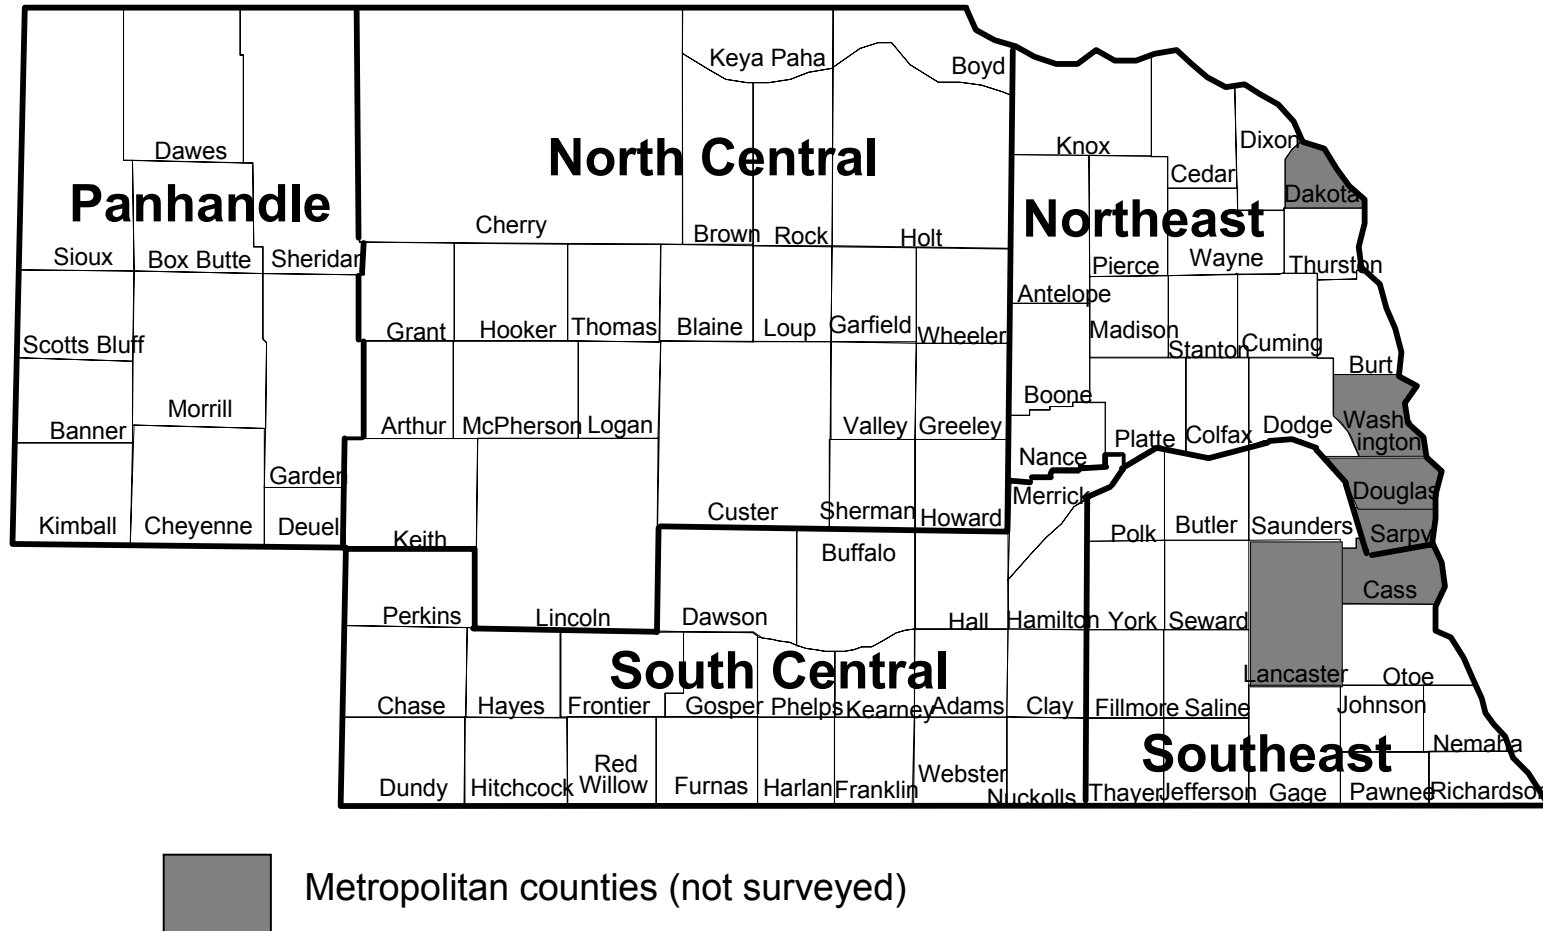 Keya Paha
Boyd
Dawes
Knox
Dixon
North Central
Cedar
Dakota
Panhandle
Northeast
Cherry
Brown
Rock
Holt
Sioux
Box Butte
Sheridan
Pierce
Wayne
Thurston
Antelope
Grant
Hooker
Thomas
Blaine
Loup
Garfield
Wheeler
Madison
Stanton
Cuming
Scotts Bluff
Burt
Boone
Morrill
Banner
Arthur
McPherson
Logan
Valley
Greeley
Platte
Colfax
Dodge
Wash
ington
Nance
Garden
Merrick
Douglas
Kimball
Cheyenne
Deuel
Keith
Custer
Sherman
Howard
Polk
Butler
Saunders
Sarpy
Buffalo
Cass
Perkins
Lincoln
Dawson
Hall
Hamilton
York
Seward
South Central
Lancaster
Otoe
Chase
Hayes
Frontier
Gosper
Phelps
Kearney
Adams
Clay
Fillmore
Saline
Johnson
Southeast
Nemaha
Dundy
Hitchcock
Red
Willow
Furnas
Harlan
Franklin
Webster
Nuckolls
Thayer
Jefferson
Gage
Pawnee
Richardson
Metropolitan counties (not surveyed)